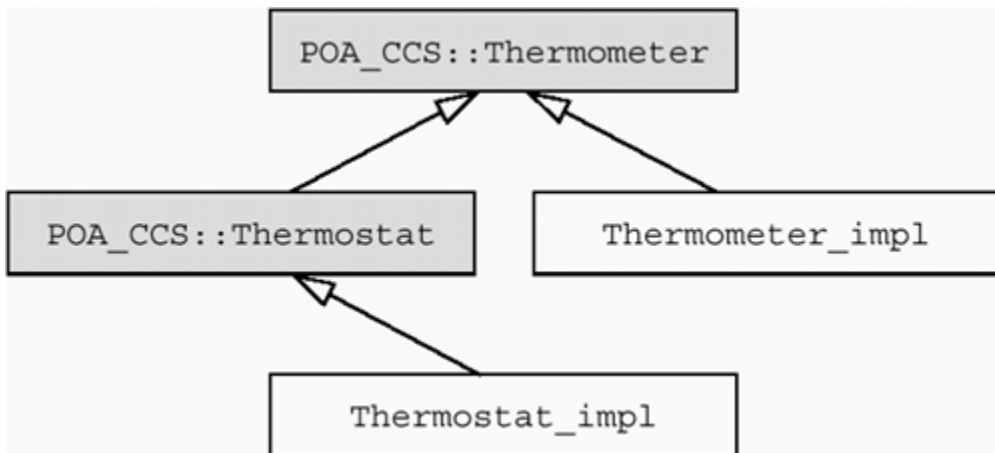 POA_CCS::Thermometer
POA_CCS::Thermostat
Thermometer_impl
Thermostat_impl